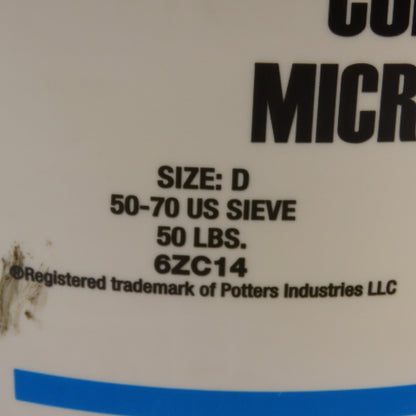 MICR
SIZE: D
50-70 US SIEVE
50 LBS.
6ZC14
®Registered trademark of Potters Industries LLC